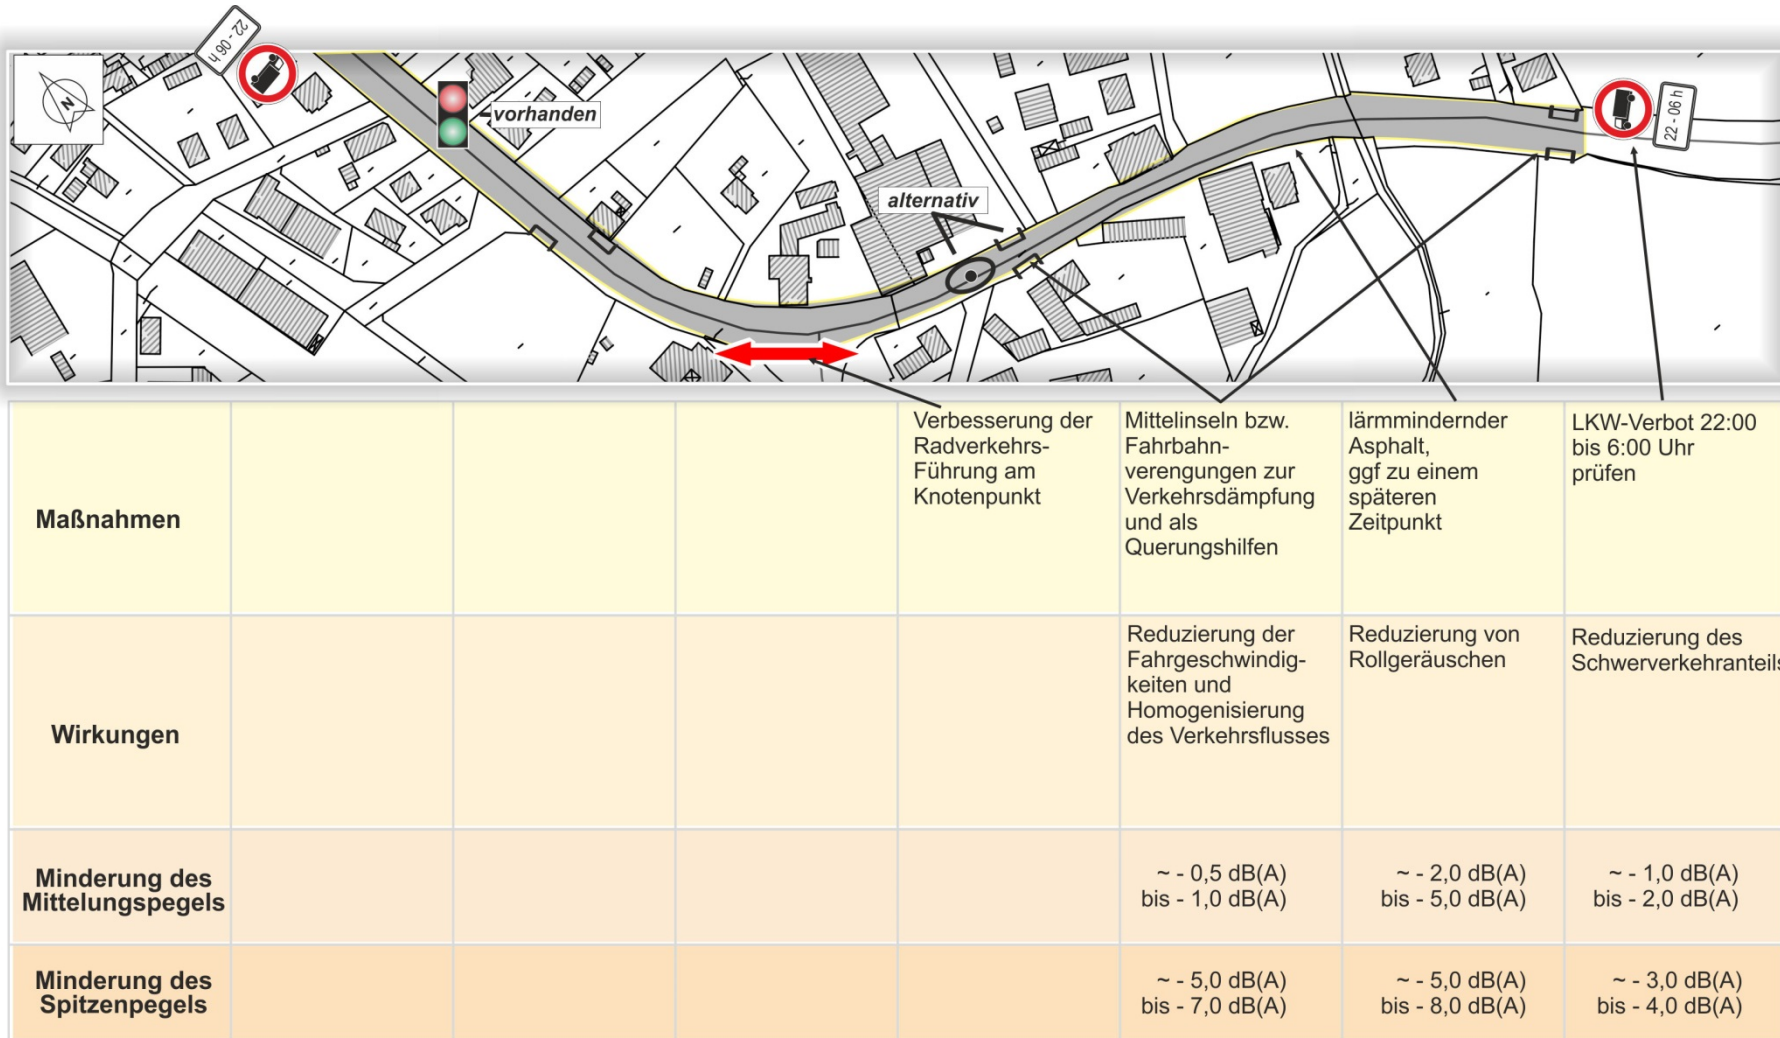 22 - 06 h
N
vorhanden
alternativ
22 - 06 h
Maßnahmen
Verbesserung der
Radverkehrs-
Führung am
Knotenpunkt
Mittelinseln bzw.
Fahrbahn-
verengungen zur
Verkehrsdämpfung
und als
Querungshilfen
lärmmindernder
Asphalt,
ggf zu einem
späteren
Zeitpunkt
LKW-Verbot 22:00
bis 6:00 Uhr
prüfen
Wirkungen
Reduzierung der
Fahrgeschwindig-
keiten und
Homogenisierung
des Verkehrsflusses
Reduzierung von
Rollgeräuschen
Reduzierung des
Schwerverkehranteils
Minderung des
Mittelungspegels
~ - 0,5 dB(A)
bis - 1,0 dB(A)
~ - 2,0 dB(A)
bis - 5,0 dB(A)
~ - 1,0 dB(A)
bis - 2,0 dB(A)
Minderung des
Spitzenpegels
~ - 5,0 dB(A)
bis - 7,0 dB(A)
~ - 5,0 dB(A)
bis - 8,0 dB(A)
~ - 3,0 dB(A)
bis - 4,0 dB(A)